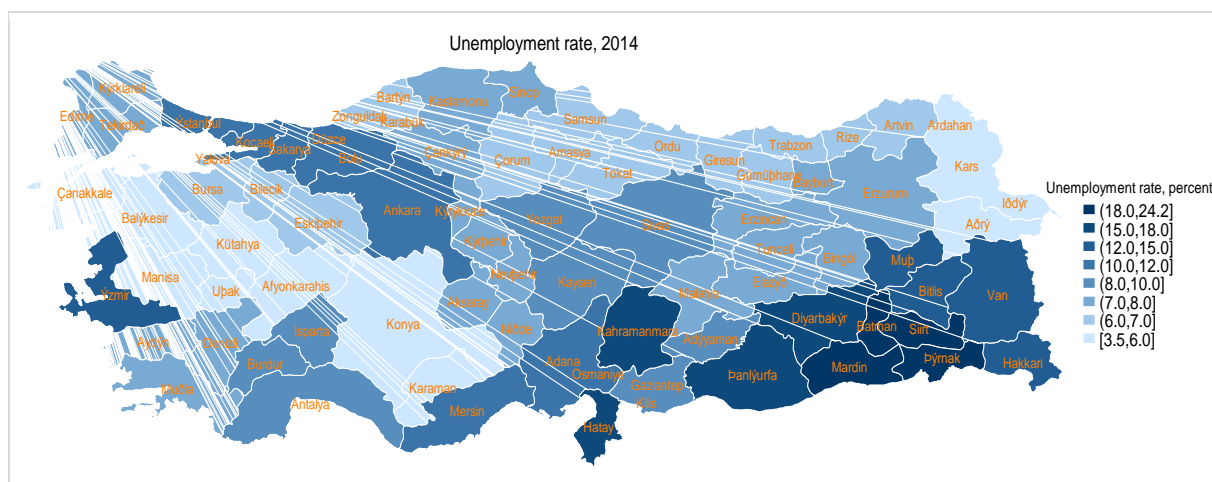 Unemployment rate, 2014
Kýrklareli
Edirne
Tekirdað
Ýstanbul
Kocaeli
Sakarya
Düzce
Bolu
Zonguldak
Bartýn
Karabük
Kastamonu
Sinop
Samsun
Çankýrý
Çorum
Amasya
Tokat
Ordu
Giresun
Gümüþhane
Trabzon
Bayburt
Rize
Artvin
Ardahan
Kars
Iðdýr
Aðrý
Erzurum
Yalova
Çanakkale
Balýkesir
Bursa
Bilecik
Eskiþehir
Kütahya
Ankara
Kýrýkkale
Yozgat
Sivas
Erzincan
Tunceli
Bingöl
Muþ
Bitlis
Van
Manisa
Uþak
Afyonkarahis
Ýzmir
Kýrþehir
Nevþehir
Kayseri
Malatya
Elazýð
Aydýn
Denizli
Isparta
Konya
Aksaray
Niðde
Kahramanmara
Adýyaman
Diyarbakýr
Batman
Siirt
Muðla
Burdur
Antalya
Karaman
Mersin
Adana
Osmaniye
Gaziantep
Kilis
Hatay
Þanlýurfa
Mardin
Þýrnak
Hakkari
Unemployment rate, percent
(18.0,24.2]
(15.0,18.0]
(12.0,15.0]
(10.0,12.0]
(8.0,10.0]
(7.0,8.0]
(6.0,7.0]
[3.5,6.0]